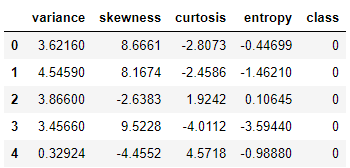 variance skewness curtosis entropy class
0 3.62160 8.6661 -2.8073 -0.44699 0
1 4.54590 8.1674 -2.4586 -1.46210 0
2 3.86600 -2.6383 1.9242 0.10645 0
3 3.45660 9.5228 -4.0112 -3.59440 0
4 0.32924 -4.4552 4.5718 -0.98880 0